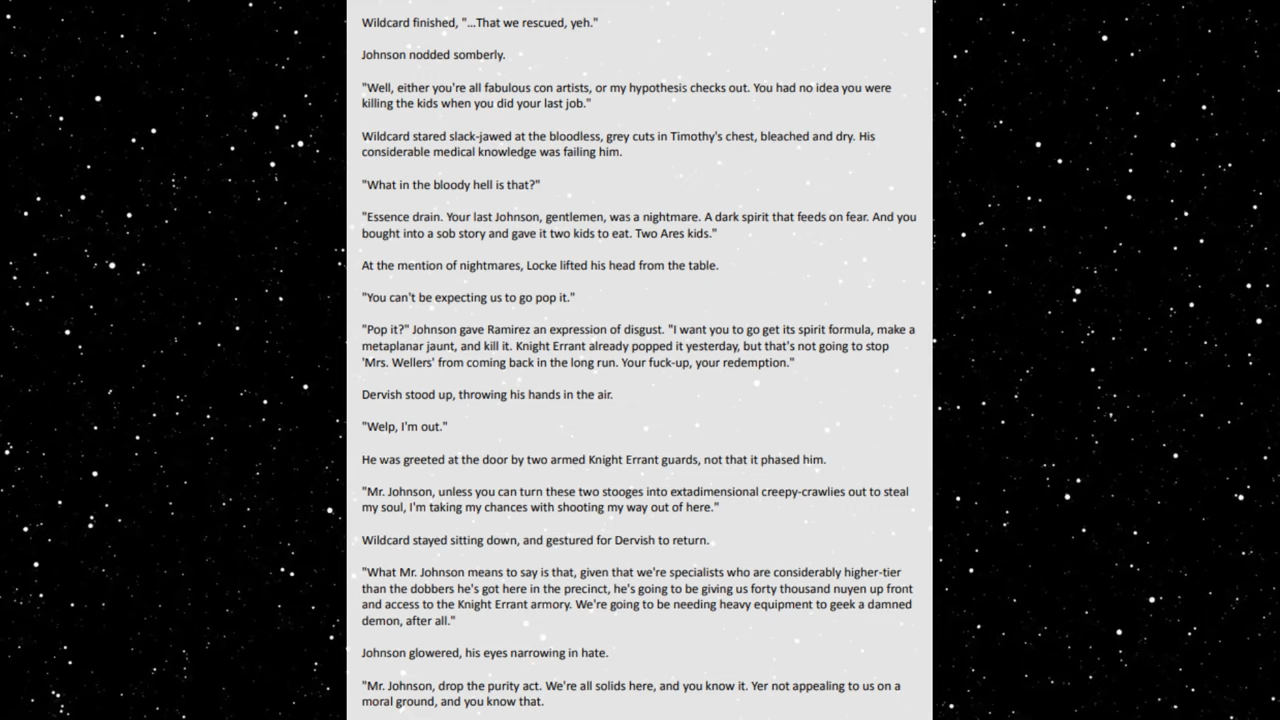 Wildcard finished, "...That we rescued, yeh."
Johnson nodded somberly.
"Well, either you're all fabulous con artists, or my hypothesis checks out. You had no idea you were
killing the kids when you did your last job."
Wildcard stared slack-jawed at the bloodless, grey cuts in Timothy's chest, bleached and dry. His
considerable medical knowledge was failing him.
"What in the bloody hell is that?"
"Essence drain. Your last Johnson, gentlemen, was a nightmare. A dark spirit that feeds on fear. And you
bought into a sob story and gave it two kids to eat. Two Ares kids."
At the mention of nightmares, Locke lifted his head from the table.
"You can't be expecting us to go pop it."
"Pop it?" Johnson gave Ramirez an expression of disgust. "I want you to go get its spirit formula, make a
metaplanar jaunt, and kill it. Knight Errant already popped it yesterday, but that's not going to stop
'Mrs. Wellers' from coming back in the long run. Your fuck-up, your redemption."
Dervish stood up, throwing his hands in the air.
"Welp, I'm out."
He was greeted at the door by two armed Knight Errant guards, not that it phased him.
"Mr. Johnson, unless you can turn these two stooges into extadimensional creepy-crawlies out to steal
my soul, I'm taking my chances with shooting my way out of here."
Wildcard stayed sitting down, and gestured for Dervish to return.
"What Mr. Johnson means to say is that, given that we're specialists who are considerably higher-tier
than the dobbers he's got here in the precinct, he's going to be giving us forty thousand nuyen up front
and access to the Knight Errant armory. We're going to be needing heavy equipment to geek a damned
demon, after all."
Johnson glowered, his eyes narrowing in hate.
"Mr. Johnson, drop the purity act. We're all solids here, and you know it. Yer not appealing to us on a
moral ground, and you know that.